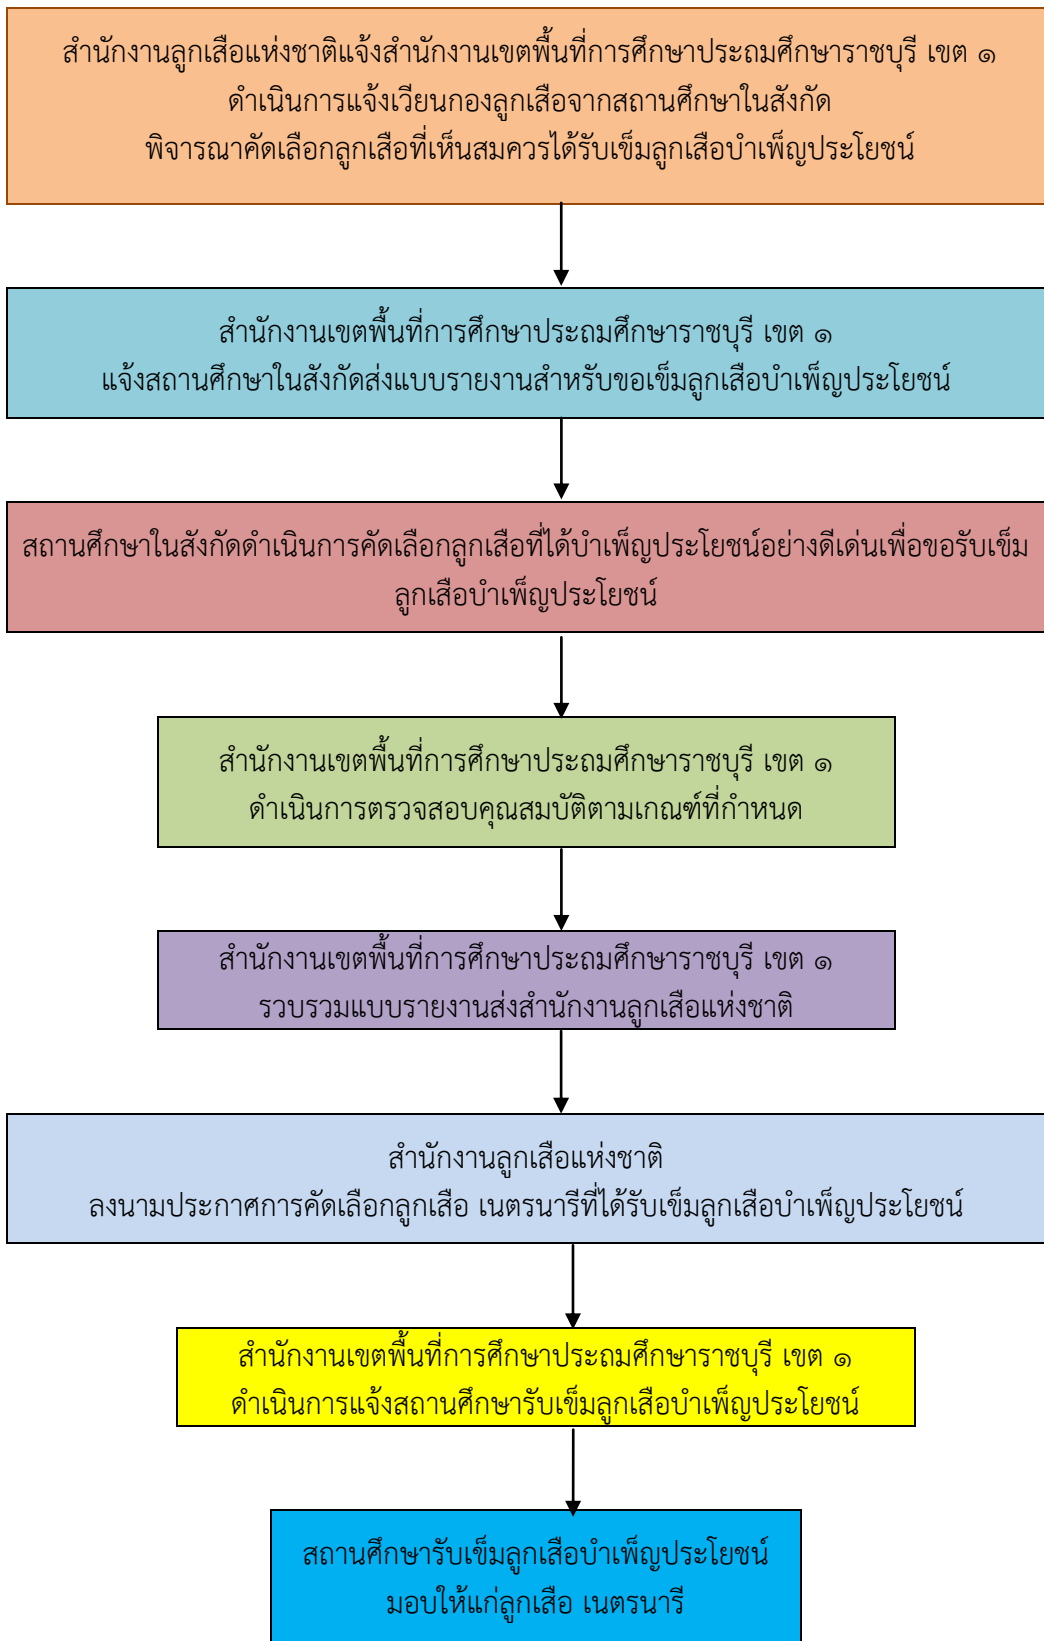 สำนักงานลูกเสือแห่งชาติแจ้งสำนักงานเขตพื้นที่การศึกษาประถมศึกษาราชบุรี เขต ๑
ดำเนินการแจ้งเวียนกองลูกเสือจากสถานศึกษาในสังกัด
พิจารณาคัดเลือกลูกเสือที่เห็นสมควรได้รับเข็มลูกเสือบำเพ็ญประโยชน์
สำนักงานเขตพื้นที่การศึกษาประถมศึกษาราชบุรี เขต ๑
แจ้งสถานศึกษาในสังกัดส่งแบบรายงานสำหรับขอเข็มลูกเสือบำเพ็ญประโยชน์
สถานศึกษาในสังกัดดำเนินการคัดเลือกลูกเสือที่ได้บำเพ็ญประโยชน์อย่างดีเด่นเพื่อขอรับเข็ม
ลูกเสือบำเพ็ญประโยชน์
สำนักงานเขตพื้นที่การศึกษาประถมศึกษาราชบุรี เขต ๑
ดำเนินการตรวจสอบคุณสมบัติตามเกณฑ์ที่กำหนด
สำนักงานเขตพื้นที่การศึกษาประถมศึกษาราชบุรี เขต ๑
รวบรวมแบบรายงานส่งสำนักงานลูกเสือแห่งชาติ
สำนักงานลูกเสือแห่งชาติ
ลงนามประกาศการคัดเลือกลูกเสือ เนตรนารีที่ได้รับเข็มลูกเสือบำเพ็ญประโยชน์
สำนักงานเขตพื้นที่การศึกษาประถมศึกษาราชบุรี เขต ๑
ดำเนินการแจ้งสถานศึกษารับเข็มลูกเสือบำเพ็ญประโยชน์
สถานศึกษารับเข็มลูกเสือบำเพ็ญประโยชน์
มอบให้แก่ลูกเสือ เนตรนารี